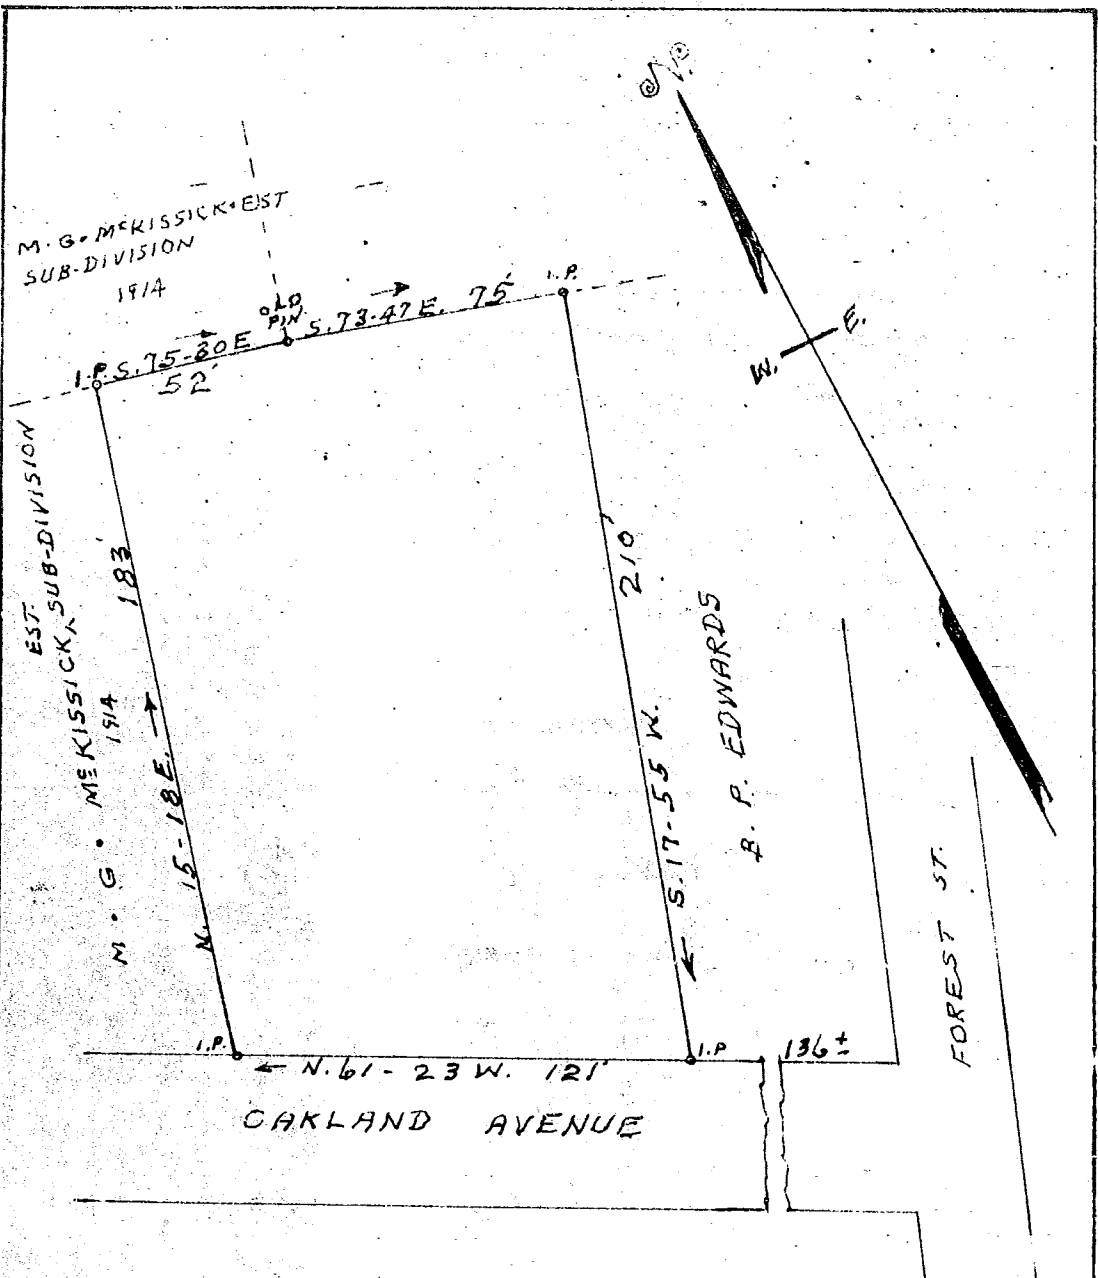 N.
E.
W.
M. G. McKISSICK EST
SUB-DIVISION
1914
OLD
PIN
I.P.
S. 73-47 E. 75'
I.P. S. 75-30 E
52'
M. G. McKISSICK EST. SUB-DIVISION
1914
N. 15-18 E. 183'
210'
S. 17-55 W.
B. P. EDWARDS
FOREST ST.
I.P.
I.P
136 ±
N. 61-23 W. 121'
OAKLAND AVENUE